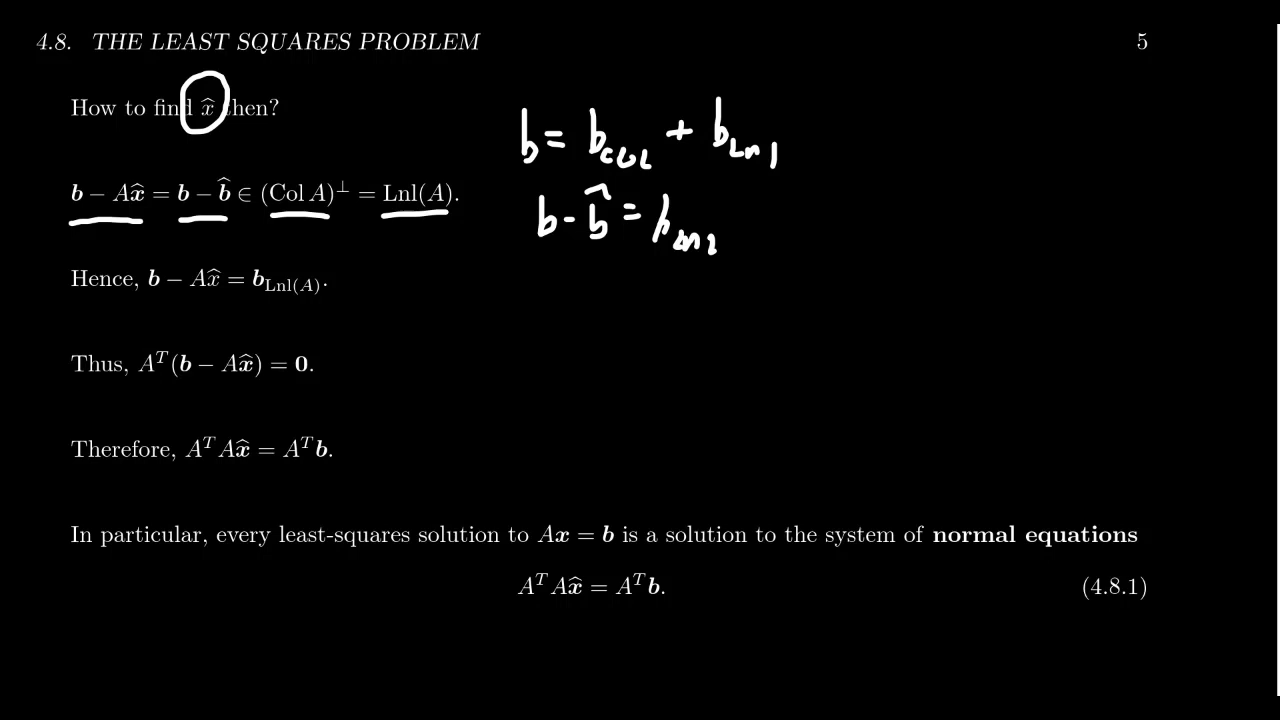 4.8. THE LEAST SQUARES PROBLEM 5
How to find x̂ then?
b = b_col + b_Lnl
b − Ax̂ = b − b̂ ∈ (Col A)^⊥ = Lnl(A).
b - b̂ = b_Lnl
Hence, b − Ax̂ = b_Lnl(A).
Thus, A^T(b − Ax̂) = 0.
Therefore, A^T Ax̂ = A^T b.
In particular, every least-squares solution to Ax = b is a solution to the system of normal equations
A^T Ax̂ = A^T b. (4.8.1)